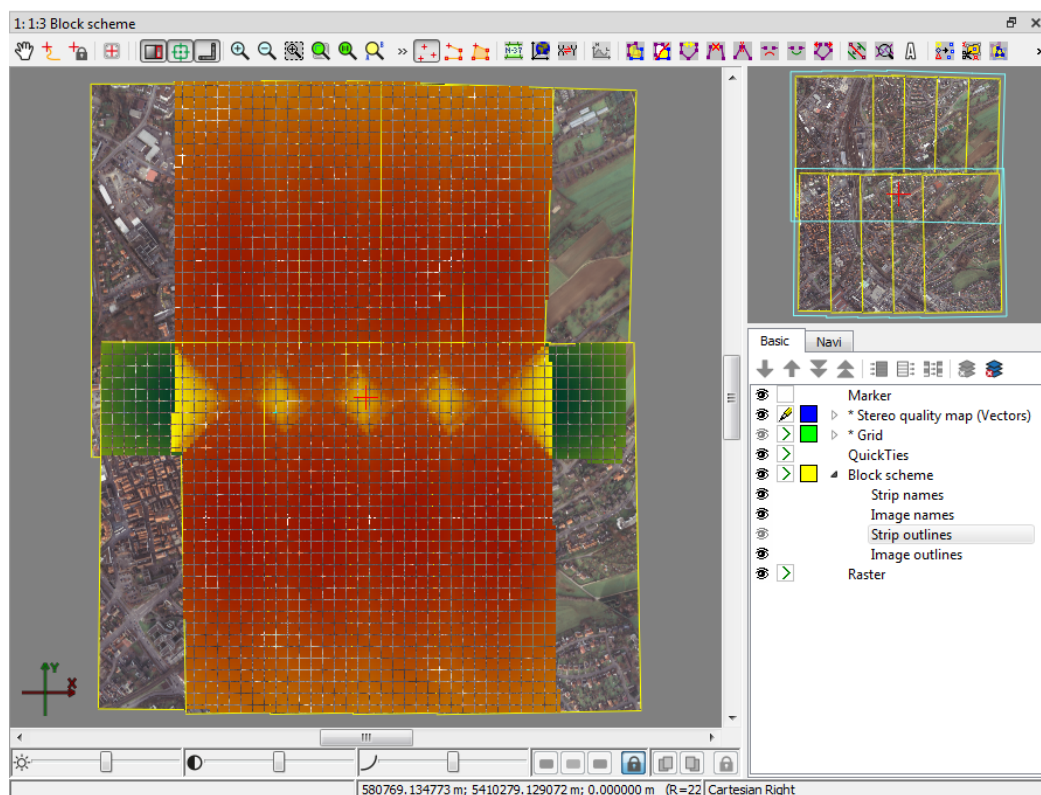 1: 1:3 Block scheme
Basic
Navi
Marker
* Stereo quality map (Vectors)
* Grid
QuickTies
Block scheme
Strip names
Image names
Strip outlines
Image outlines
Raster
Y
X
580769.134773 m; 5410279.129072 m; 0.000000 m (R=22
Cartesian Right